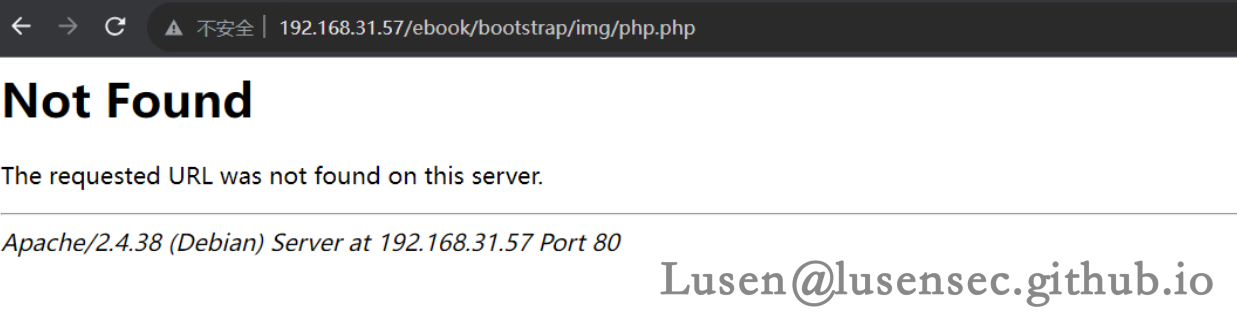 不安全 192.168.31.57/ebook/bootstrap/img/php.php
Not Found
The requested URL was not found on this server.
Apache/2.4.38 (Debian) Server at 192.168.31.57 Port 80
Lusen@lusensec.github.io